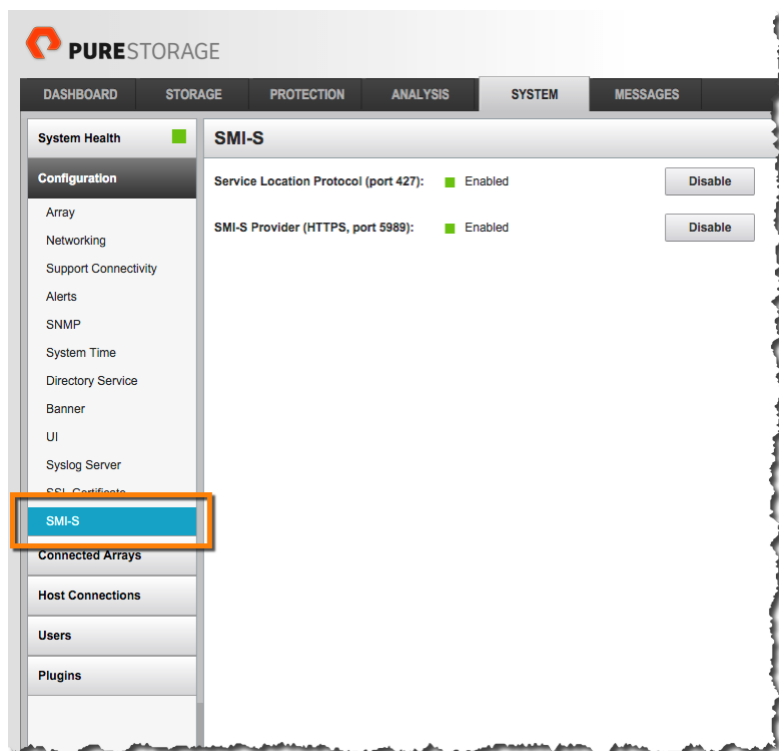 PURESTORAGE
DASHBOARD STORAGE PROTECTION ANALYSIS SYSTEM MESSAGES
System Health
SMI-S
Configuration
Service Location Protocol (port 427): Enabled Disable
Array
SMI-S Provider (HTTPS, port 5989): Enabled Disable
Networking
Support Connectivity
Alerts
SNMP
System Time
Directory Service
Banner
UI
Syslog Server
SSL Certificate
SMI-S
Connected Arrays
Host Connections
Users
Plugins